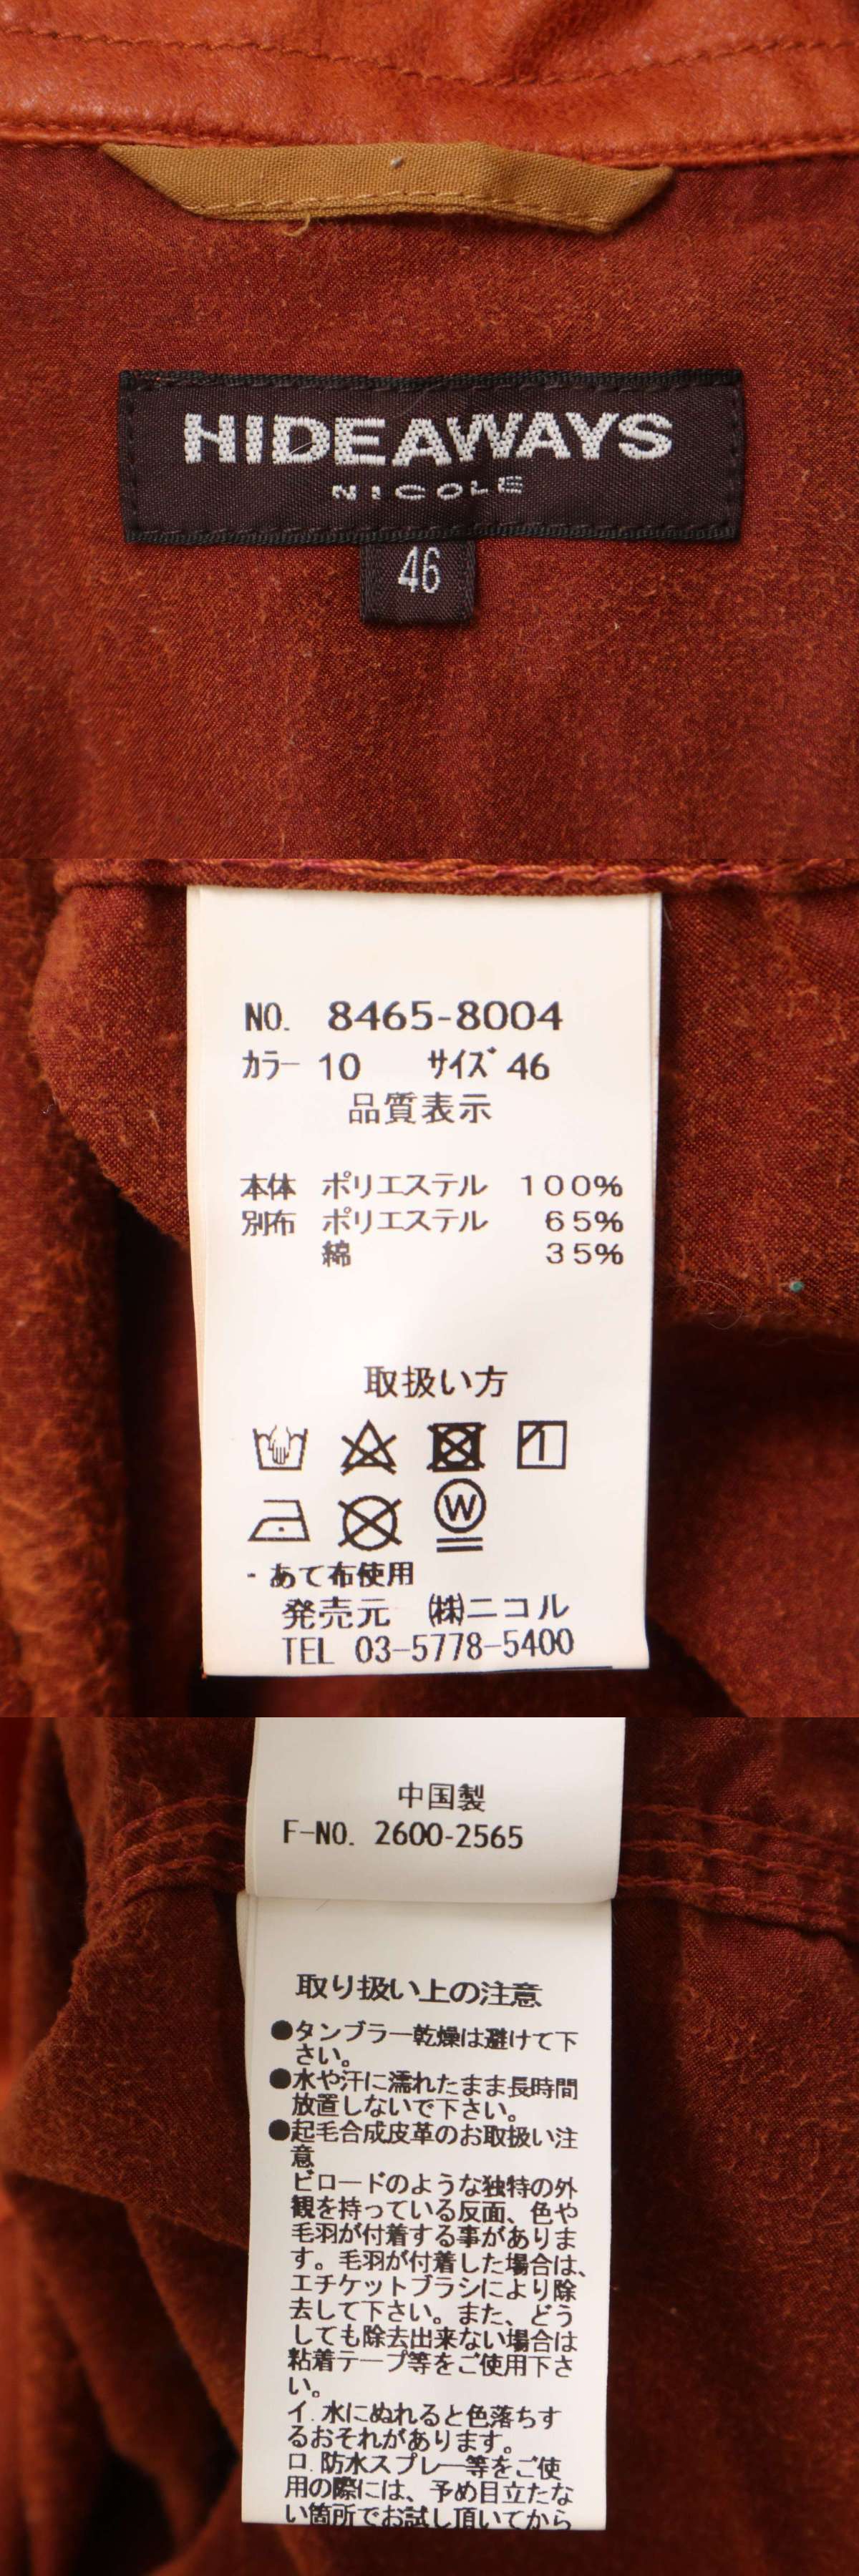 HIDEAWAYS
NICOLE
46
NO. 8465-8004
カラー 10 サイズ 46
品質表示
本体 ポリエステル 100%
別布 ポリエステル 65%
綿 35%
取扱い方
1
W
・あて布使用
発売元 ㈱ニコル
TEL 03-5778-5400
中国製
F-NO. 2600-2565
取り扱い上の注意
●タンブラー乾燥は避けて下
さい。
●水や汗に濡れたまま長時間
放置しないで下さい。
●起毛合成皮革のお取扱い注
意
ビロードのような独特の外
観を持っている反面、色や
毛羽が付着する事がありま
す。毛羽が付着した場合は、
エチケットブラシにより除
去して下さい。また、どう
しても除去出来ない場合は
粘着テープ等をご使用下さ
い。
イ.水にぬれると色落ちす
るおそれがあります。
ロ.防水スプレー等をご使
用の際には、予め目立たな
い箇所でお試し頂いてから